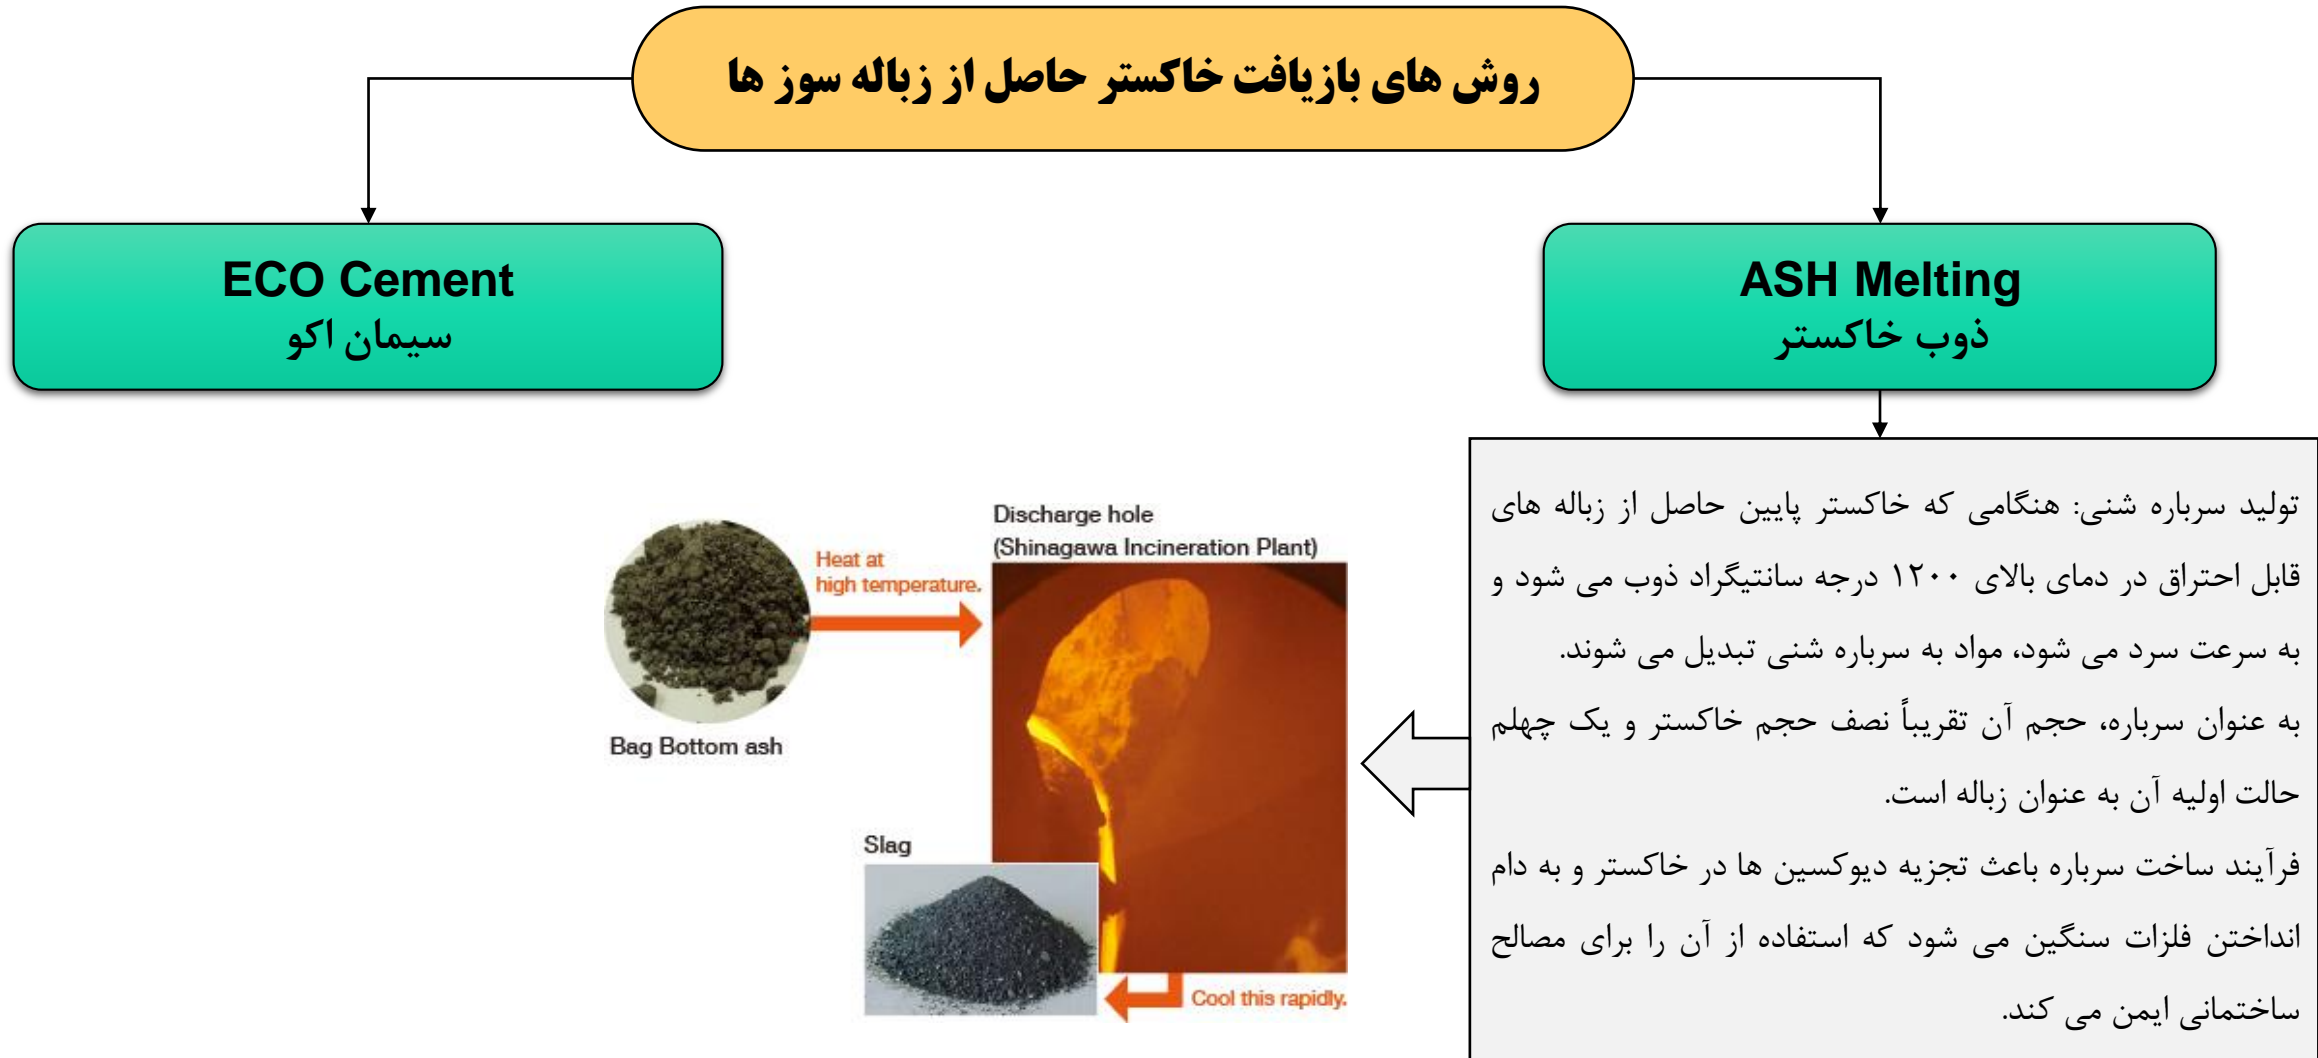 روش های بازیافت خاکستر حاصل از زباله سوز ها
ASH Melting
ذوب خاکستر
ECO Cement
سیمان اکو
تولید سرباره شنی: هنگامی که خاکستر پایین حاصل از زباله های
قابل احتراق در دمای بالای ۱۲۰۰ درجه سانتیگراد ذوب می شود و
به سرعت سرد می شود، مواد به سرباره شنی تبدیل می شوند.
به عنوان سرباره، حجم آن تقریباً نصف حجم خاکستر و یک چهلم
حالت اولیه آن به عنوان زباله است.
فرآیند ساخت سرباره باعث تجزیه دیوکسین ها در خاکستر و به دام
انداختن فلزات سنگین می شود که استفاده از آن را برای مصالح
ساختمانی ایمن می کند.
Discharge hole
(Shinagawa Incineration Plant)
Heat at
high temperature.
Bag Bottom ash
Slag
Cool this rapidly.